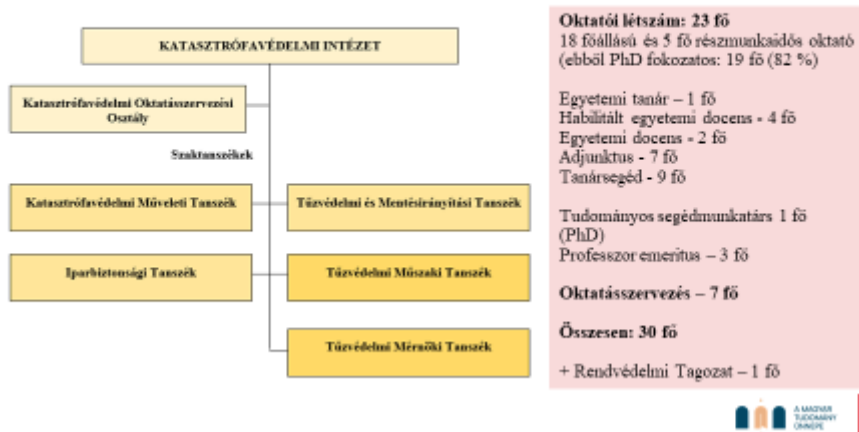 KATASZTRÓFAVÉDELMI INTÉZET
Katasztrófavédelmi Oktatásszervezési
Osztály
Szaktanszékek
Katasztrófavédelmi Műveleti Tanszék
Tűzvédelmi és Mentésirányítási Tanszék
Iparbiztonsági Tanszék
Tűzvédelmi Műszaki Tanszék
Tűzvédelmi Mérnöki Tanszék
Oktatói létszám: 23 fő
18 főállású és 5 fő részmunkaidős oktató
(ebből PhD fokozatos: 19 fő (82 %)
Egyetemi tanár – 1 fő
Habilitált egyetemi docens - 4 fő
Egyetemi docens - 2 fő
Adjunktus - 7 fő
Tanársegéd - 9 fő
Tudományos segédmunkatárs 1 fő
(PhD)
Professzor emeritus – 3 fő
Oktatásszervezés – 7 fő
Összesen: 30 fő
+ Rendvédelmi Tagozat – 1 fő
A MAGYAR
TUDOMÁNY
ÜNNEPE